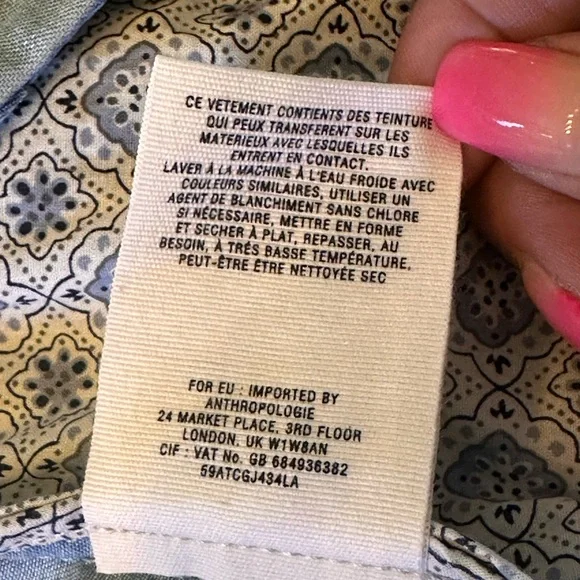 CE VETEMENT CONTIENTS DES TEINTURE
QUI PEUX TRANSFERENT SUR LES
MATERIEUX AVEC LESQUELLES ILS
ENTRENT EN CONTACT.
LAVER À LA MACHINE À L'EAU FROIDE AVEC
COULEURS SIMILAIRES, UTILISER UN
AGENT DE BLANCHIMENT SANS CHLORE
SI NÉCESSAIRE, METTRE EN FORME
ET SECHER À PLAT, REPASSER, AU
BESOIN, À TRÈS BASSE TEMPÉRATURE,
PEUT-ÊTRE ÊTRE NETTOYÉE SEC
FOR EU : IMPORTED BY
ANTHROPOLOGIE
24 MARKET PLACE, 3RD FLOOR
LONDON, UK W1W8AN
CIF : VAT No. GB 684936382
59ATCGJ434LA